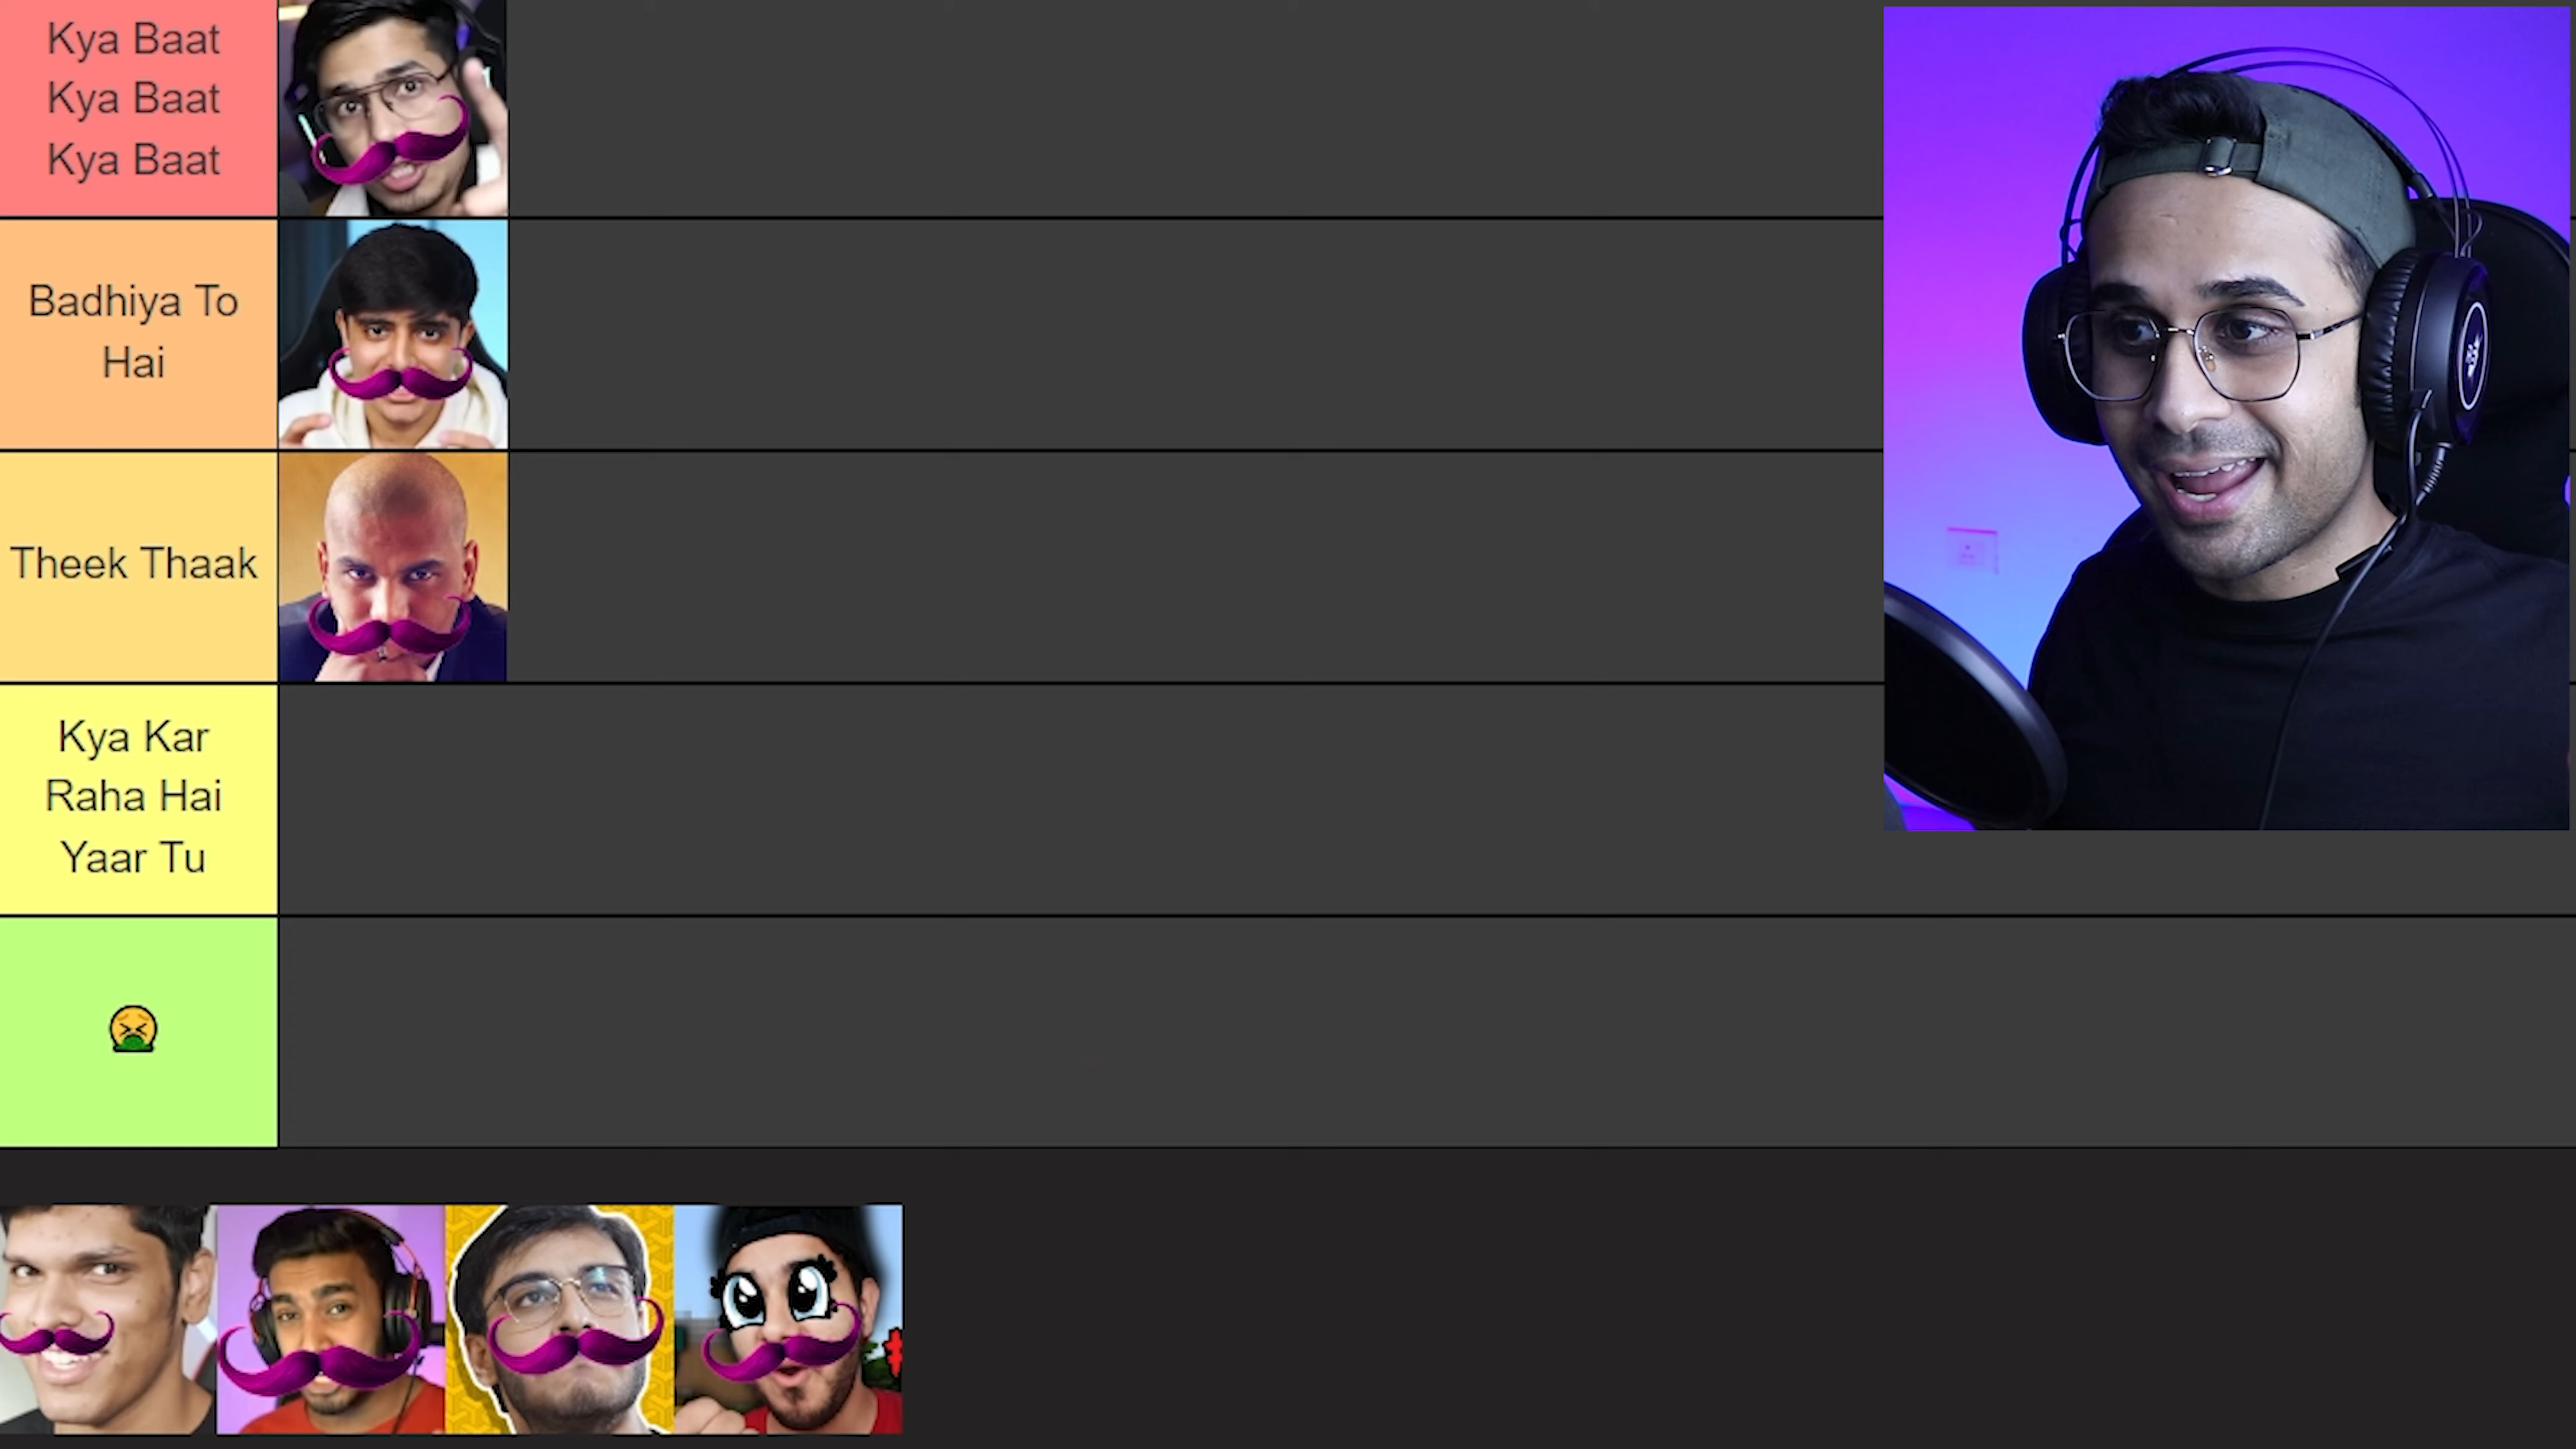 Kya Baat
Kya Baat
Kya Baat
Badhiya To
Hai
Theek Thaak
Kya Kar
Raha Hai
Yaar Tu
🤮